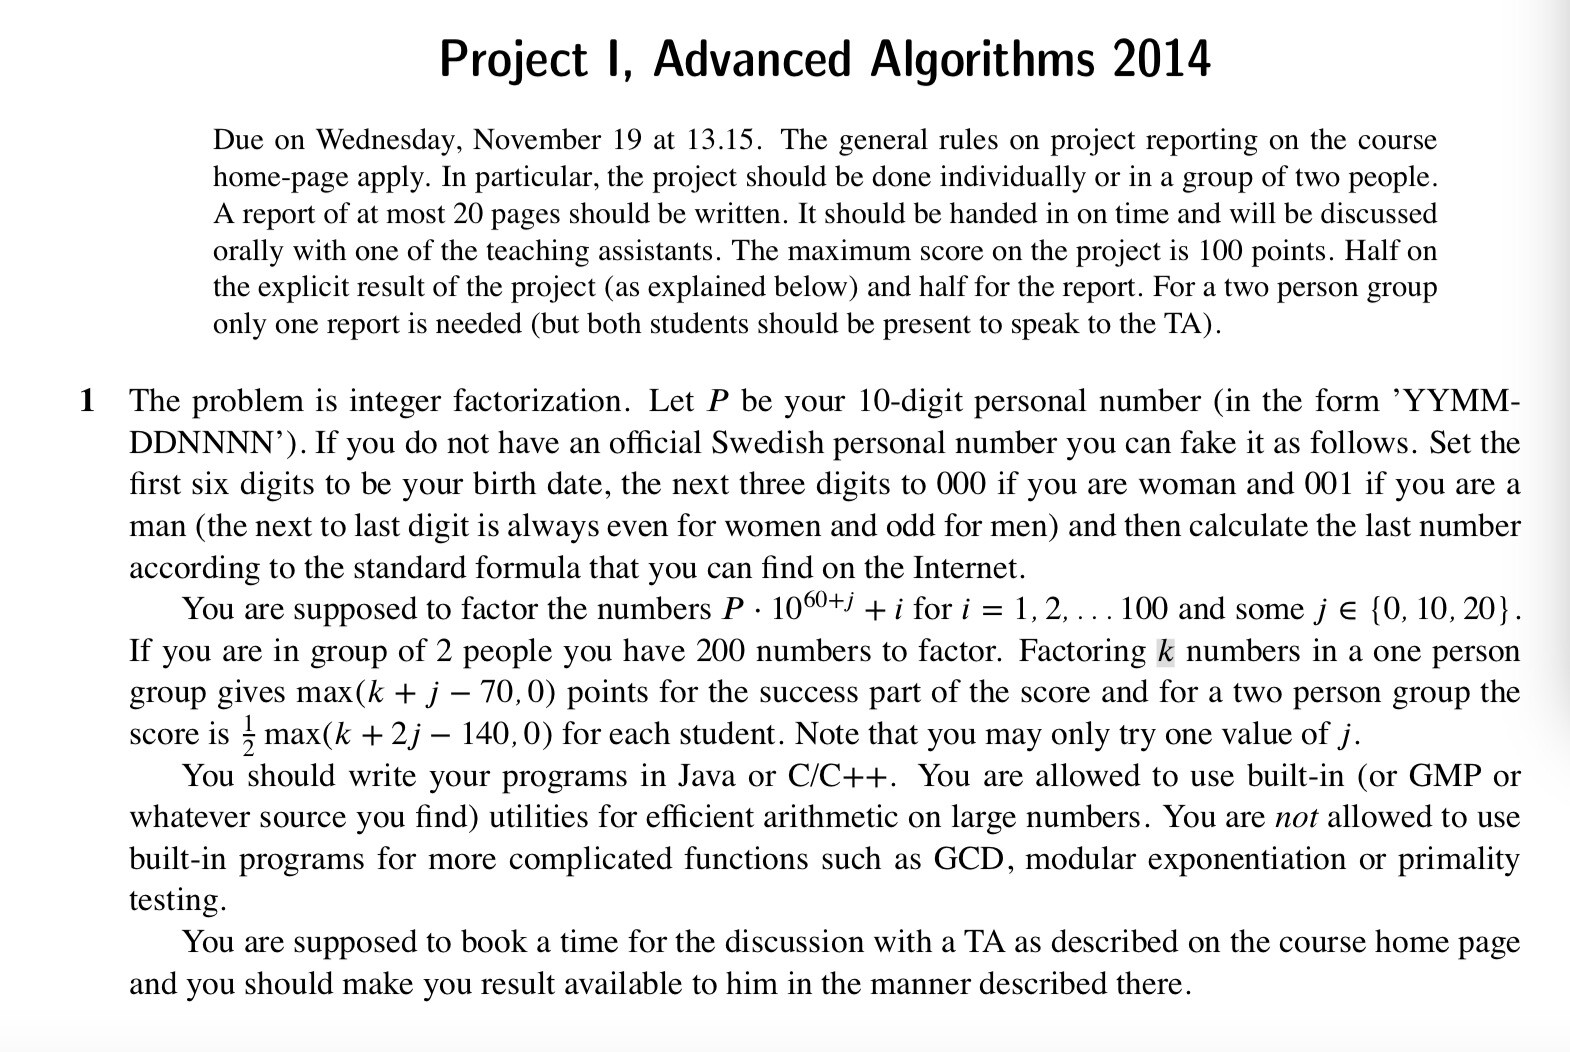 Project I, Advanced Algorithms 2014
Due on Wednesday, November 19 at 13.15. The general rules on project reporting on the course
home-page apply. In particular, the project should be done individually or in a group of two people.
A report of at most 20 pages should be written. It should be handed in on time and will be discussed
orally with one of the teaching assistants. The maximum score on the project is 100 points. Half on
the explicit result of the project (as explained below) and half for the report. For a two person group
only one report is needed (but both students should be present to speak to the TA).
1 The problem is integer factorization. Let P be your 10-digit personal number (in the form ’YYMM-
DDNNNN’). If you do not have an official Swedish personal number you can fake it as follows. Set the
first six digits to be your birth date, the next three digits to 000 if you are woman and 001 if you are a
man (the next to last digit is always even for women and odd for men) and then calculate the last number
according to the standard formula that you can find on the Internet.
You are supposed to factor the numbers P · 10^{60+j} + i for i = 1, 2, . . . 100 and some j ∈ {0, 10, 20}.
If you are in group of 2 people you have 200 numbers to factor. Factoring k numbers in a one person
group gives max(k + j − 70, 0) points for the success part of the score and for a two person group the
score is ½ max(k + 2j − 140, 0) for each student. Note that you may only try one value of j.
You should write your programs in Java or C/C++. You are allowed to use built-in (or GMP or
whatever source you find) utilities for efficient arithmetic on large numbers. You are not allowed to use
built-in programs for more complicated functions such as GCD, modular exponentiation or primality
testing.
You are supposed to book a time for the discussion with a TA as described on the course home page
and you should make you result available to him in the manner described there.